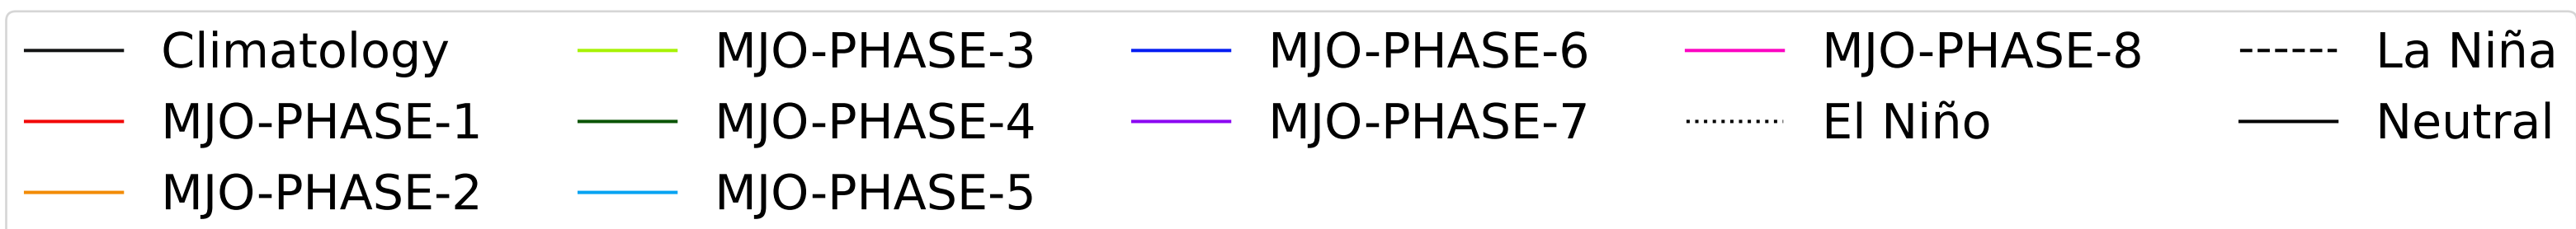 Climatology MJO-PHASE-3 MJO-PHASE-6 MJO-PHASE-8 La Niña
MJO-PHASE-1 MJO-PHASE-4 MJO-PHASE-7 El Niño Neutral
MJO-PHASE-2 MJO-PHASE-5